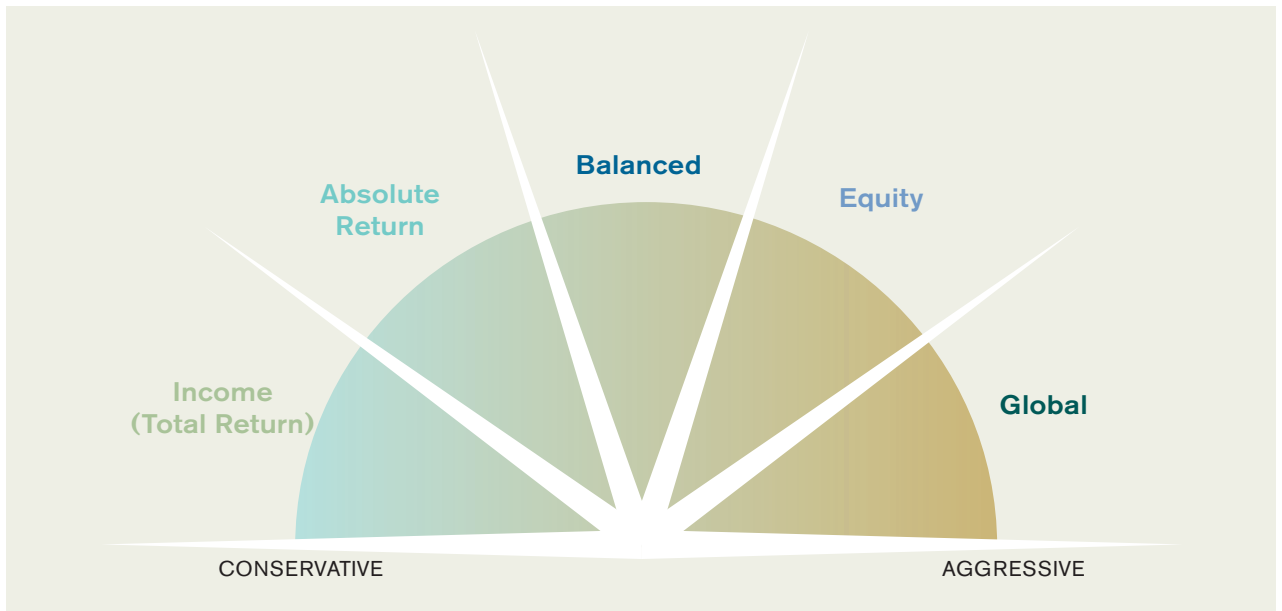 Balanced
Absolute
Return
Equity
Income
(Total Return)
Global
CONSERVATIVE
AGGRESSIVE